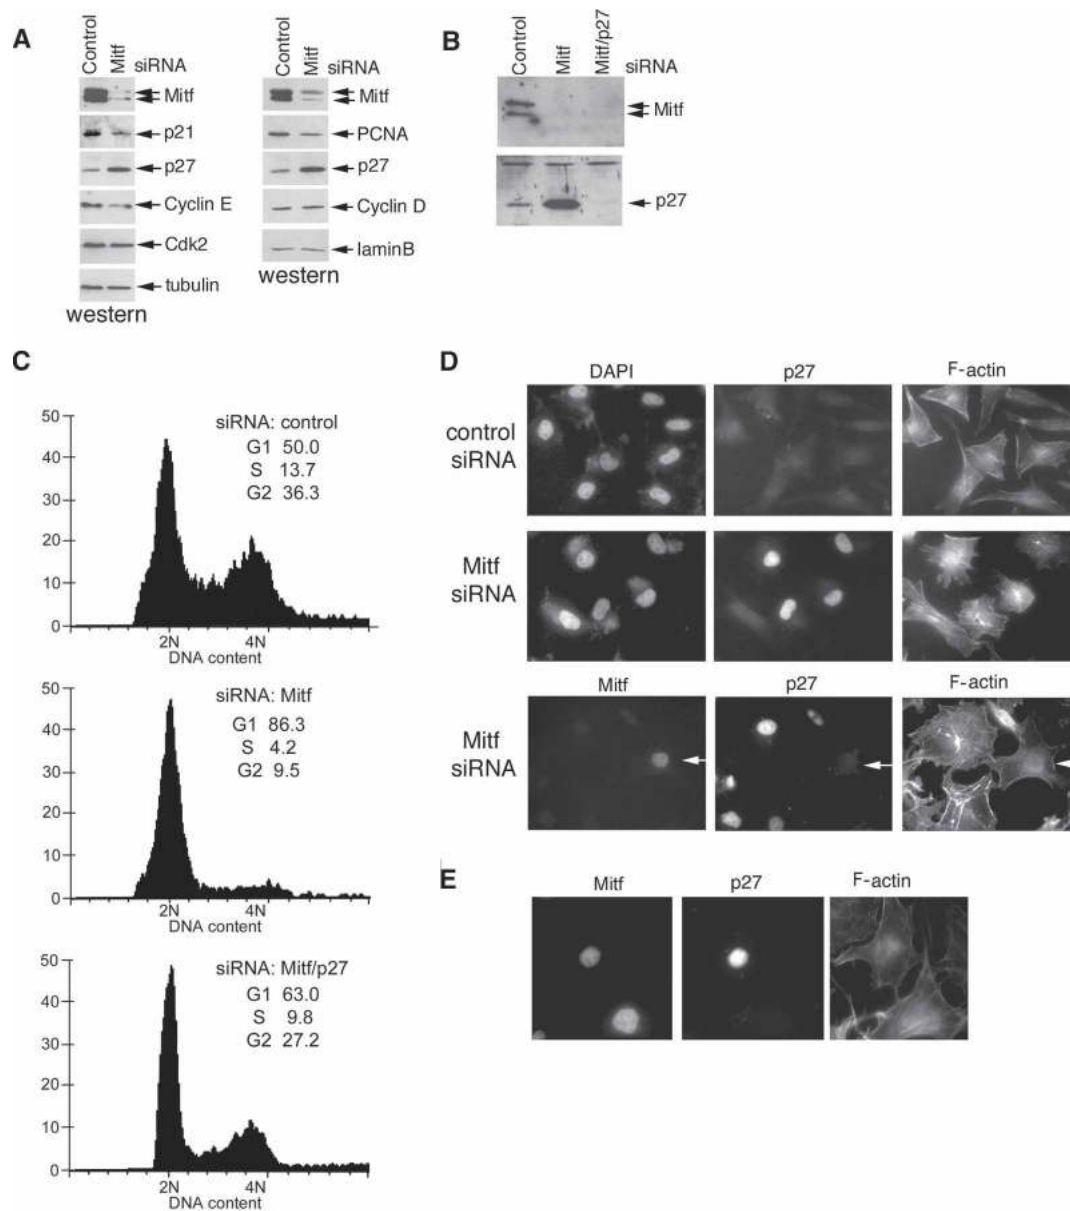 A
Control
Mitf
siRNA
Mitf
p21
p27
Cyclin E
Cdk2
tubulin
western
Control
Mitf
siRNA
Mitf
PCNA
p27
Cyclin D
laminB
western
B
Control
Mitf
Mitf/p27
siRNA
Mitf
p27
C
50
40
30
20
10
0
siRNA: control
G1 50.0
S 13.7
G2 36.3
2N 4N
DNA content
50
40
30
20
10
0
siRNA: Mitf
G1 86.3
S 4.2
G2 9.5
2N 4N
DNA content
50
40
30
20
10
0
siRNA: Mitf/p27
G1 63.0
S 9.8
G2 27.2
2N 4N
DNA content
D
DAPI p27 F-actin
control
siRNA
Mitf
siRNA
Mitf p27 F-actin
Mitf
siRNA
E
Mitf p27 F-actin